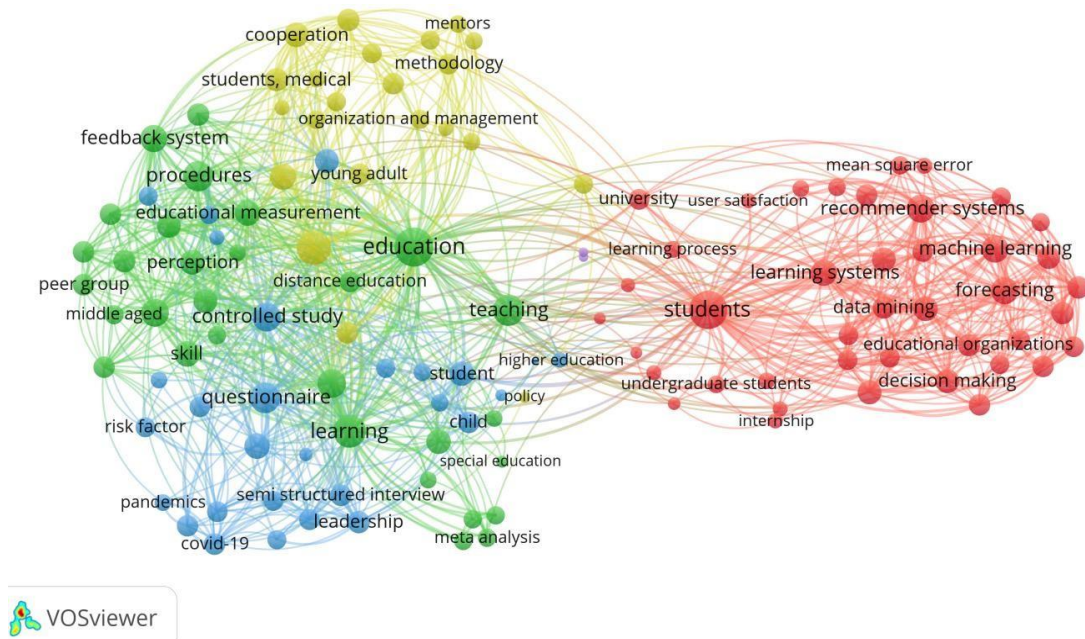 mentors
cooperation
methodology
students, medical
organization and management
feedback system
mean square error
young adult
procedures
university
user satisfaction
recommender systems
educational measurement
education
learning process
machine learning
perception
learning systems
distance education
peer group
forecasting
teaching
students
data mining
middle aged
controlled study
educational organizations
skill
higher education
student
undergraduate students
decision making
questionnaire
policy
child
internship
risk factor
learning
special education
semi structured interview
pandemics
leadership
meta analysis
covid-19
VOSviewer